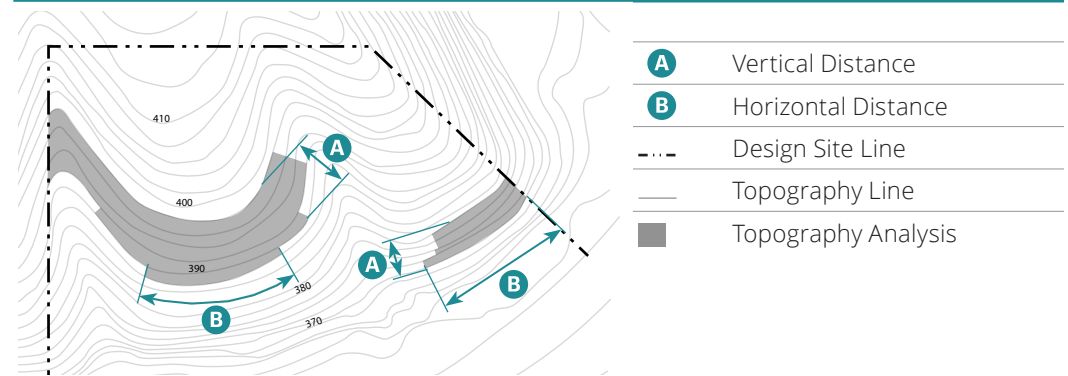 410
400
390
380
370
A
A
B
B
A Vertical Distance
B Horizontal Distance
Design Site Line
Topography Line
Topography Analysis